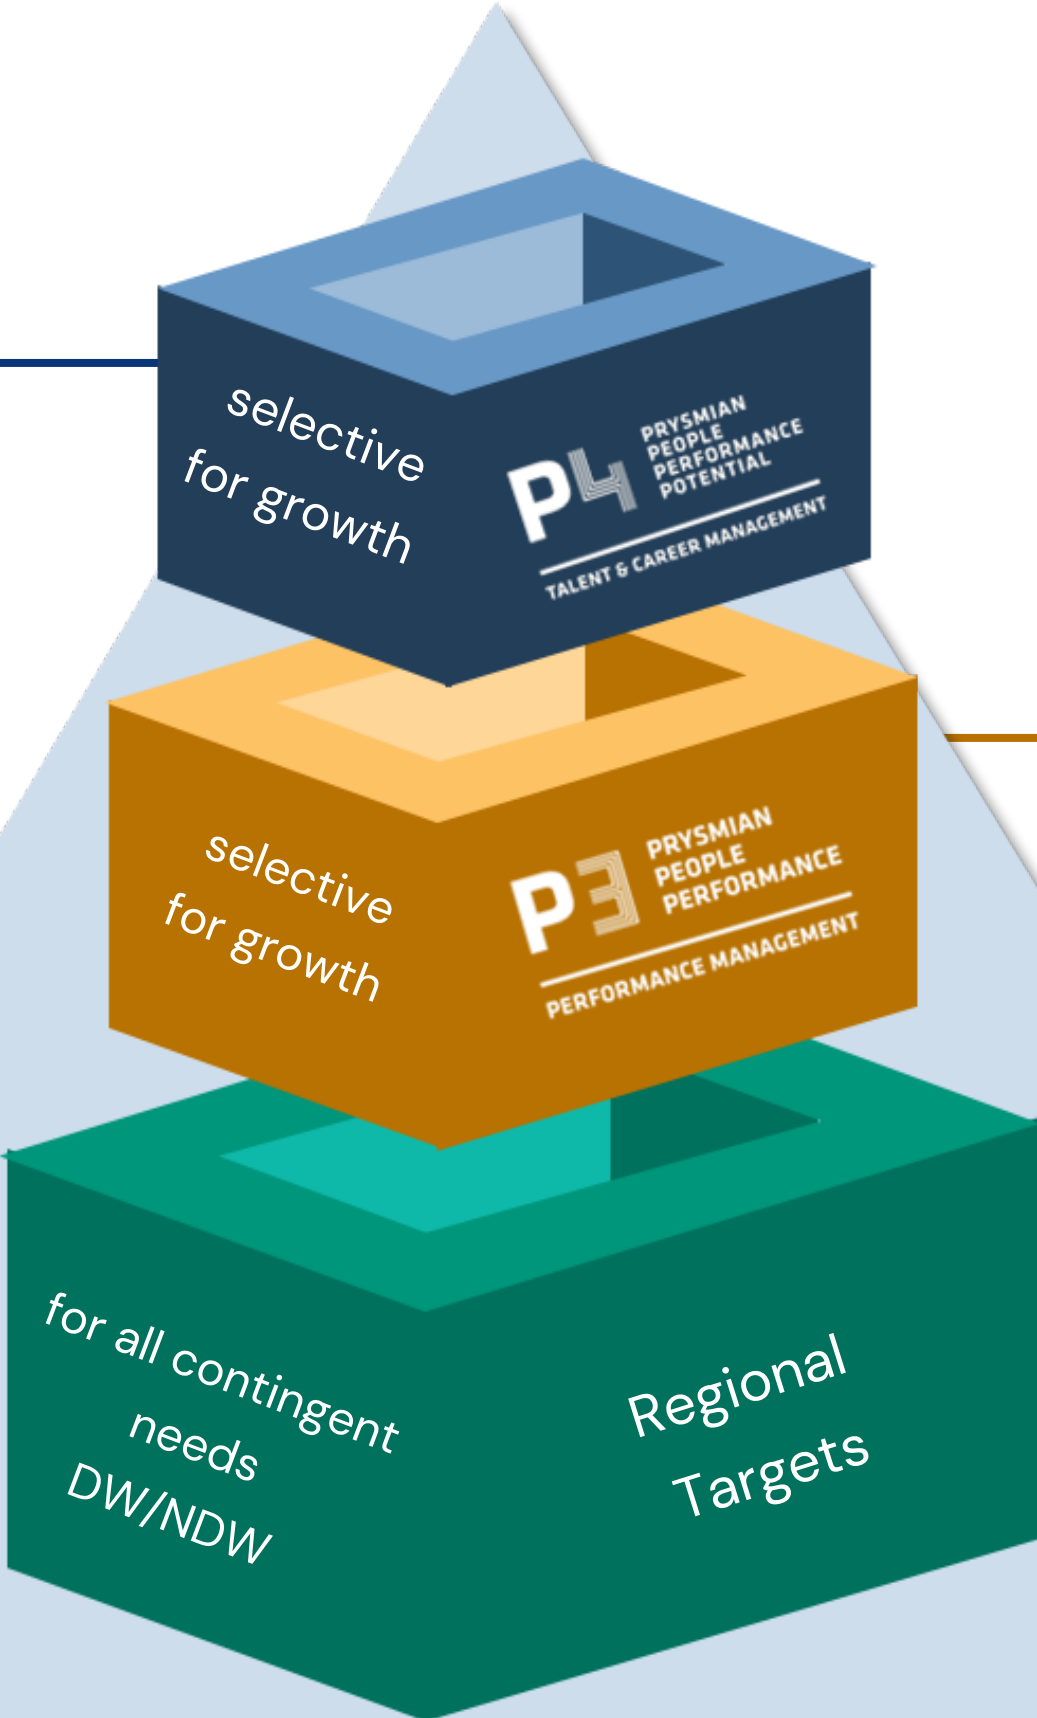 selective
for growth
P4
PRYSMIAN
PEOPLE
PERFORMANCE
POTENTIAL
TALENT & CAREER MANAGEMENT
selective
for growth
P3
PRYSMIAN
PEOPLE
PERFORMANCE
PERFORMANCE MANAGEMENT
for all contingent
needs
DW/NDW
Regional
Targets